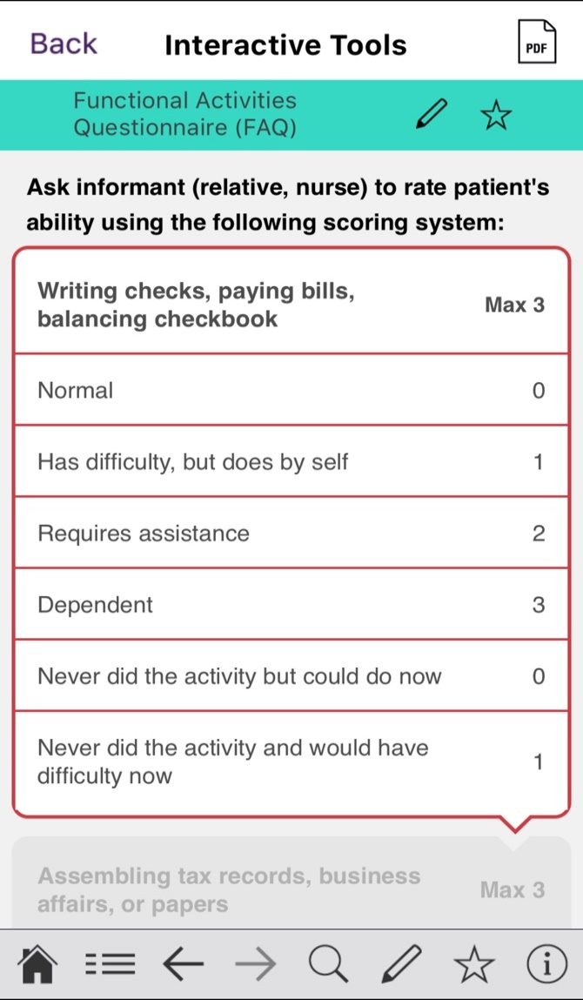 Back Interactive Tools PDF
Functional Activities
Questionnaire (FAQ)
Ask informant (relative, nurse) to rate patient's
ability using the following scoring system:
Writing checks, paying bills,
balancing checkbook
Max 3
Normal 0
Has difficulty, but does by self 1
Requires assistance 2
Dependent 3
Never did the activity but could do now 0
Never did the activity and would have
difficulty now
1
Assembling tax records, business
affairs, or papers
Max 3